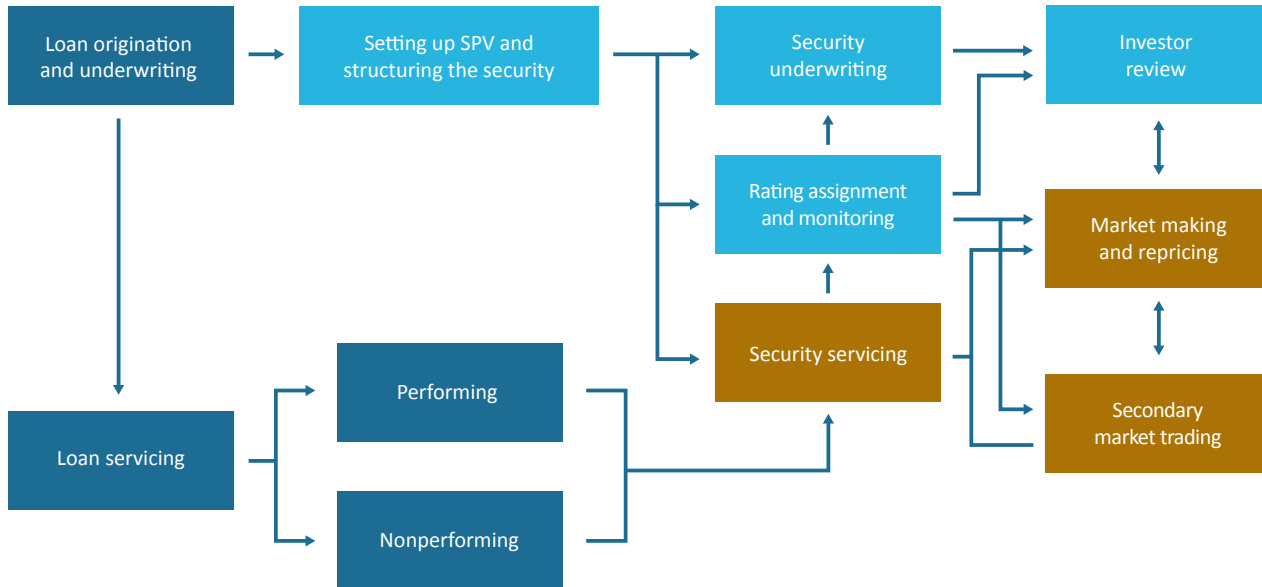 Loan origination
and underwriting
Setting up SPV and
structuring the security
Security
underwriting
Investor
review
Rating assignment
and monitoring
Market making
and repricing
Security servicing
Performing
Secondary
market trading
Loan servicing
Nonperforming